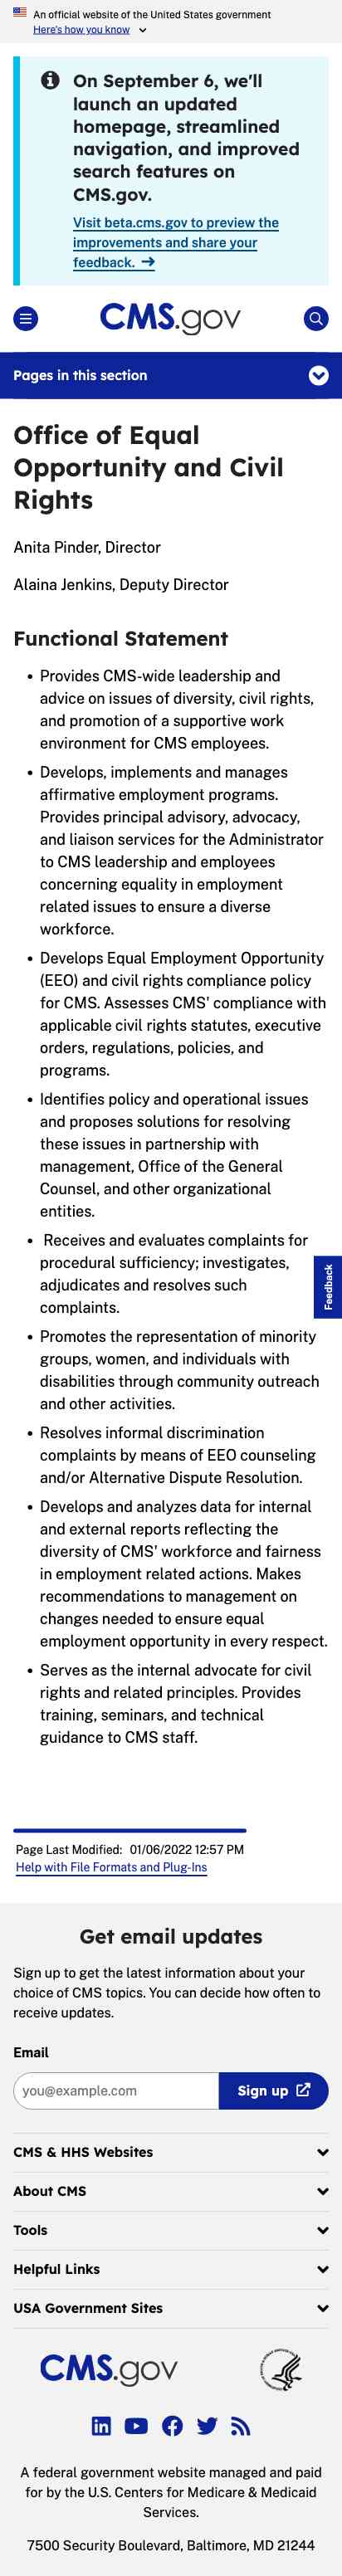 An official website of the United States government
Here's how you know
On September 6, we'll
launch an updated
homepage, streamlined
navigation, and improved
search features on
CMS.gov.
Visit beta.cms.gov to preview the
improvements and share your
feedback. →
CMS.gov
Pages in this section
Office of Equal
Opportunity and Civil
Rights
Anita Pinder, Director
Alaina Jenkins, Deputy Director
Functional Statement
• Provides CMS-wide leadership and
advice on issues of diversity, civil rights,
and promotion of a supportive work
environment for CMS employees.
• Develops, implements and manages
affirmative employment programs.
Provides principal advisory, advocacy,
and liaison services for the Administrator
to CMS leadership and employees
concerning equality in employment
related issues to ensure a diverse
workforce.
• Develops Equal Employment Opportunity
(EEO) and civil rights compliance policy
for CMS. Assesses CMS' compliance with
applicable civil rights statutes, executive
orders, regulations, policies, and
programs.
• Identifies policy and operational issues
and proposes solutions for resolving
these issues in partnership with
management, Office of the General
Counsel, and other organizational
entities.
• Receives and evaluates complaints for
procedural sufficiency; investigates,
adjudicates and resolves such
complaints.
Feedback
• Promotes the representation of minority
groups, women, and individuals with
disabilities through community outreach
and other activities.
• Resolves informal discrimination
complaints by means of EEO counseling
and/or Alternative Dispute Resolution.
• Develops and analyzes data for internal
and external reports reflecting the
diversity of CMS' workforce and fairness
in employment related actions. Makes
recommendations to management on
changes needed to ensure equal
employment opportunity in every respect.
• Serves as the internal advocate for civil
rights and related principles. Provides
training, seminars, and technical
guidance to CMS staff.
Page Last Modified: 01/06/2022 12:57 PM
Help with File Formats and Plug-Ins
Get email updates
Sign up to get the latest information about your
choice of CMS topics. You can decide how often to
receive updates.
Email
you@example.com
Sign up
CMS & HHS Websites
About CMS
Tools
Helpful Links
USA Government Sites
CMS.gov
A federal government website managed and paid
for by the U.S. Centers for Medicare & Medicaid
Services.
7500 Security Boulevard, Baltimore, MD 21244